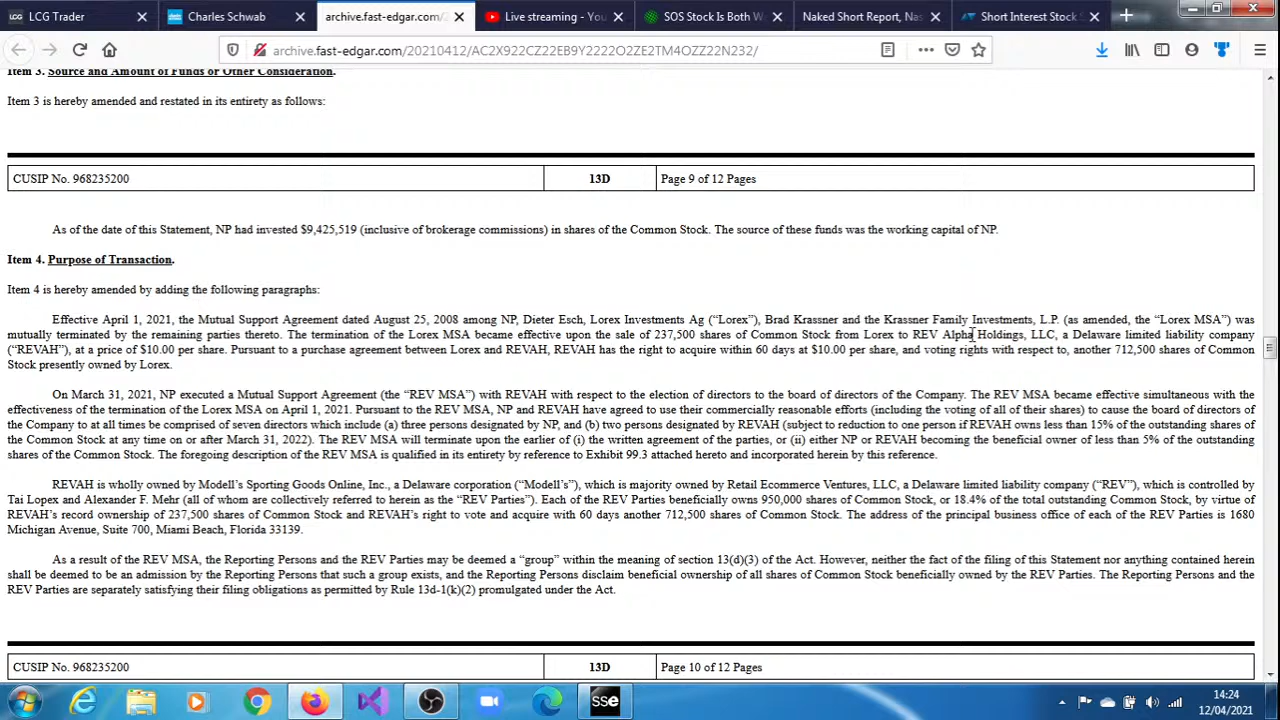 LCG Trader
Charles Schwab
archive.fast-edgar.com/2
Live streaming - You
SOS Stock Is Both W
Naked Short Report, Nas
Short Interest Stock S
archive.fast-edgar.com/20210412/AC2X922CZ22EB9Y2222O2ZE2TM4OZZ22N232/
Item 3. Source and Amount of Funds or Other Consideration.
Item 3 is hereby amended and restated in its entirety as follows:
CUSIP No. 968235200 13D Page 9 of 12 Pages
As of the date of this Statement, NP had invested $9,425,519 (inclusive of brokerage commissions) in shares of the Common Stock. The source of these funds was the working capital of NP.
Item 4. Purpose of Transaction.
Item 4 is hereby amended by adding the following paragraphs:
Effective April 1, 2021, the Mutual Support Agreement dated August 25, 2008 among NP, Dieter Esch, Lorex Investments Ag (“Lorex”), Brad Krassner and the Krassner Family Investments, L.P. (as amended, the “Lorex MSA”) was
mutually terminated by the remaining parties thereto. The termination of the Lorex MSA became effective upon the sale of 237,500 shares of Common Stock from Lorex to REV Alpha Holdings, LLC, a Delaware limited liability company
(“REVAH”), at a price of $10.00 per share. Pursuant to a purchase agreement between Lorex and REVAH, REVAH has the right to acquire within 60 days at $10.00 per share, and voting rights with respect to, another 712,500 shares of Common
Stock presently owned by Lorex.
On March 31, 2021, NP executed a Mutual Support Agreement (the “REV MSA”) with REVAH with respect to the election of directors to the board of directors of the Company. The REV MSA became effective simultaneous with the
effectiveness of the termination of the Lorex MSA on April 1, 2021. Pursuant to the REV MSA, NP and REVAH have agreed to use their commercially reasonable efforts (including the voting of all of their shares) to cause the board of directors of
the Company to at all times be comprised of seven directors which include (a) three persons designated by NP, and (b) two persons designated by REVAH (subject to reduction to one person if REVAH owns less than 15% of the outstanding shares of
the Common Stock at any time on or after March 31, 2022). The REV MSA will terminate upon the earlier of (i) the written agreement of the parties, or (ii) either NP or REVAH becoming the beneficial owner of less than 5% of the outstanding
shares of the Common Stock. The foregoing description of the REV MSA is qualified in its entirety by reference to Exhibit 99.3 attached hereto and incorporated herein by this reference.
REVAH is wholly owned by Modell’s Sporting Goods Online, Inc., a Delaware corporation (“Modell’s”), which is majority owned by Retail Ecommerce Ventures, LLC, a Delaware limited liability company (“REV”), which is controlled by
Tai Lopex and Alexander F. Mehr (all of whom are collectively referred to herein as the “REV Parties”). Each of the REV Parties beneficially owns 950,000 shares of Common Stock, or 18.4% of the total outstanding Common Stock, by virtue of
REVAH’s record ownership of 237,500 shares of Common Stock and REVAH’s right to vote and acquire with 60 days another 712,500 shares of Common Stock. The address of the principal business office of each of the REV Parties is 1680
Michigan Avenue, Suite 700, Miami Beach, Florida 33139.
As a result of the REV MSA, the Reporting Persons and the REV Parties may be deemed a “group” within the meaning of section 13(d)(3) of the Act. However, neither the fact of the filing of this Statement nor anything contained herein
shall be deemed to be an admission by the Reporting Persons that such a group exists, and the Reporting Persons disclaim beneficial ownership of all shares of Common Stock beneficially owned by the REV Parties. The Reporting Persons and the
REV Parties are separately satisfying their filing obligations as permitted by Rule 13d-1(k)(2) promulgated under the Act.
CUSIP No. 968235200 13D Page 10 of 12 Pages
SSE
14:24
12/04/2021